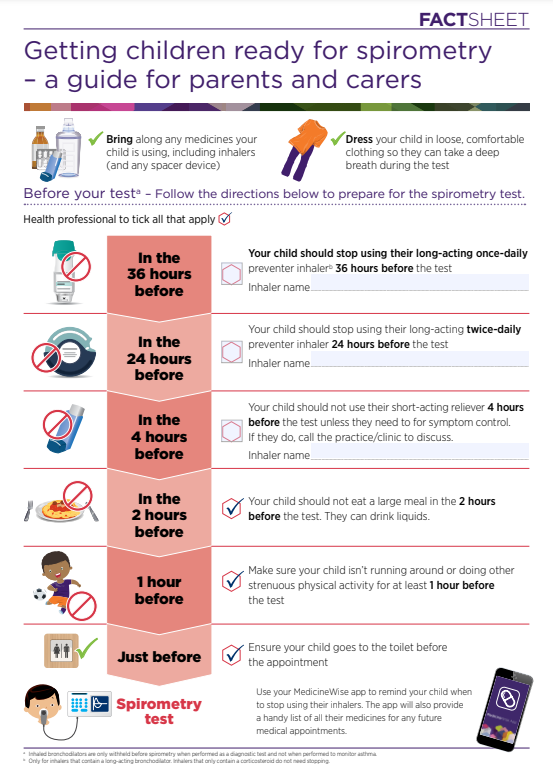 FACTSHEET
Getting children ready for spirometry
– a guide for parents and carers
Bring along any medicines your
child is using, including inhalers
(and any spacer device)
Dress your child in loose, comfortable
clothing so they can take a deep
breath during the test
Before your testᵃ – Follow the directions below to prepare for the spirometry test.
Health professional to tick all that apply
In the
36 hours
before
Your child should stop using their long-acting once-daily
preventer inhalerᵇ 36 hours before the test
Inhaler name
In the
24 hours
before
Your child should stop using their long-acting twice-daily
preventer inhaler 24 hours before the test
Inhaler name
In the
4 hours
before
Your child should not use their short-acting reliever 4 hours
before the test unless they need to for symptom control.
If they do, call the practice/clinic to discuss.
Inhaler name
In the
2 hours
before
Your child should not eat a large meal in the 2 hours
before the test. They can drink liquids.
1 hour
before
Make sure your child isn't running around or doing other
strenuous physical activity for at least 1 hour before
the test
Just before
Ensure your child goes to the toilet before
the appointment
Spirometry
test
Use your MedicineWise app to remind your child when
to stop using their inhalers. The app will also provide
a handy list of all their medicines for any future
medical appointments.
ᵃ Inhaled bronchodilators are only withheld before spirometry when performed as a diagnostic test and not when performed to monitor asthma.
ᵇ Only for inhalers that contain a long-acting bronchodilator. Inhalers that only contain a corticosteroid do not need stopping.